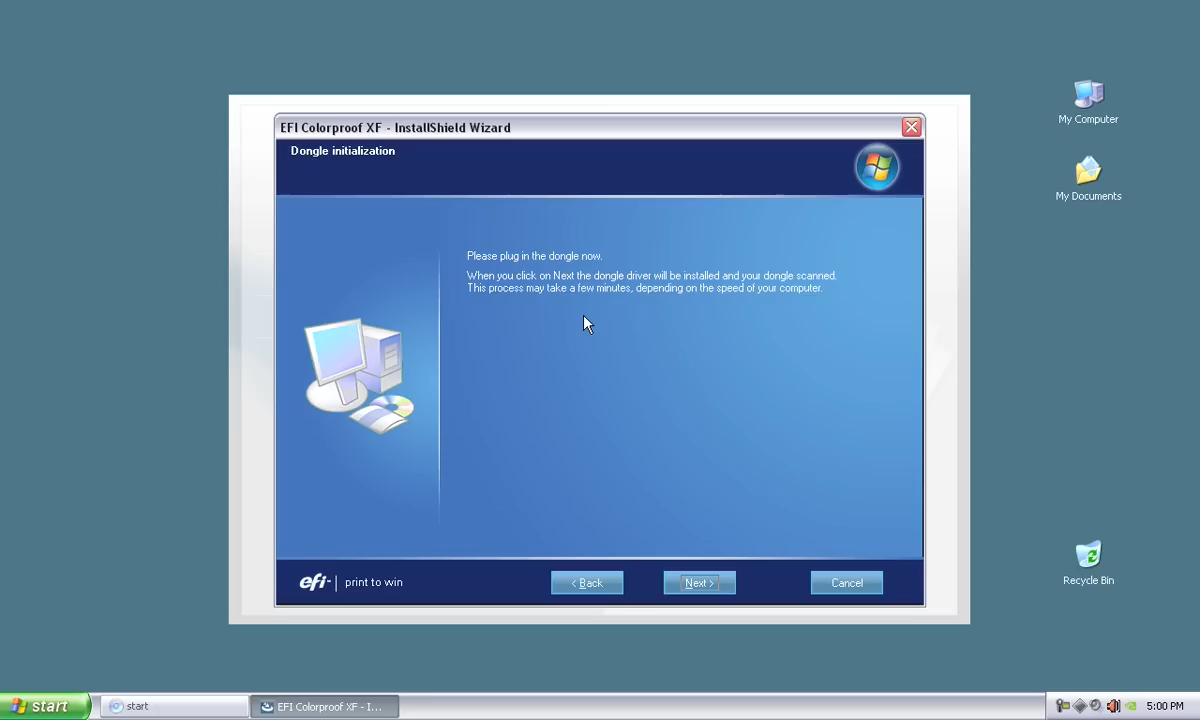 EFI Colorproof XF - InstallShield Wizard
Dongle initialization
Please plug in the dongle now.
When you click on Next the dongle driver will be installed and your dongle scanned.
This process may take a few minutes, depending on the speed of your computer.
efi print to win
< Back
Next >
Cancel
My Computer
My Documents
Recycle Bin
start
start
EFI Colorproof XF - I...
5:00 PM